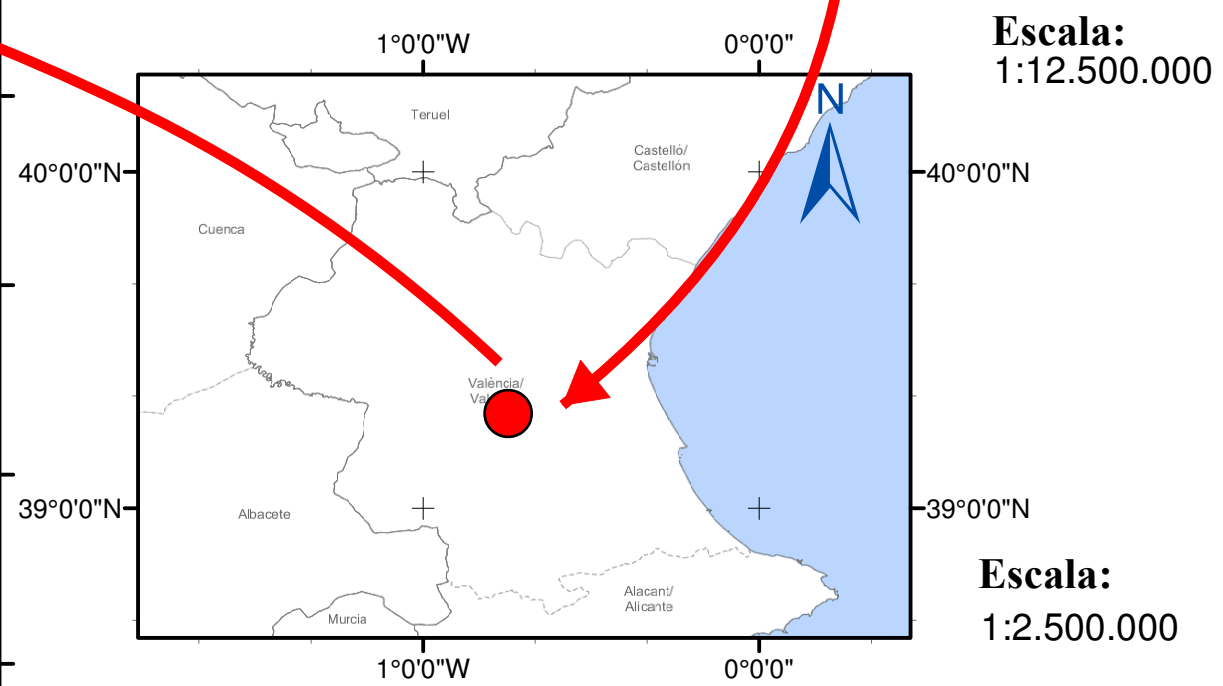 Escala:
1:12.500.000
1°0'0"W
0°0'0"
N
Teruel
Castelló/
Castellón
40°0'0"N
40°0'0"N
Cuenca
València/
39°0'0"N
39°0'0"N
Albacete
Alacant/
Alicante
Murcia
Escala:
1:2.500.000
1°0'0"W
0°0'0"